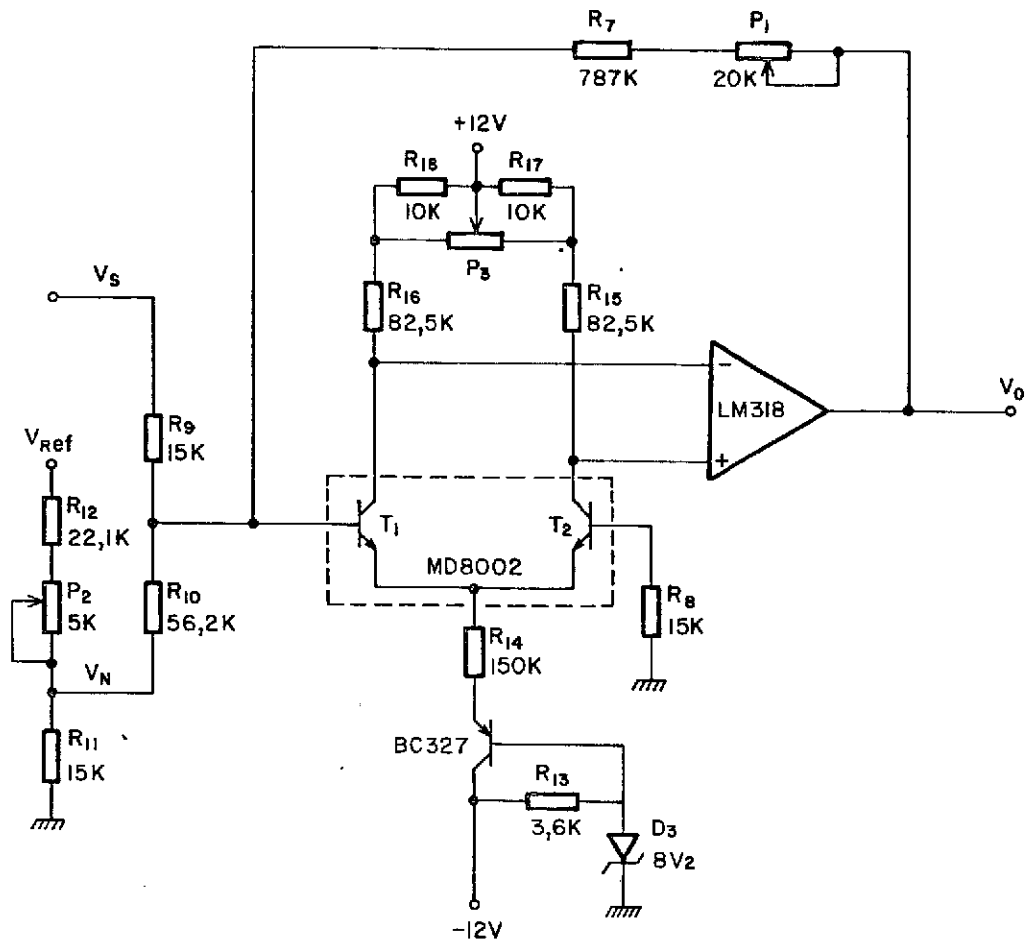 R7
P1
787K
20K
+12V
R18
R17
10K
10K
P3
VS
R16
82,5K
R15
82,5K
−
LM318
VO
+
R9
15K
VRef
R12
22,1K
T1
T2
MD8002
P2
5K
R10
56,2K
R8
15K
R14
150K
VN
R11
15K
BC327
R13
3,6K
D3
8V2
-12V